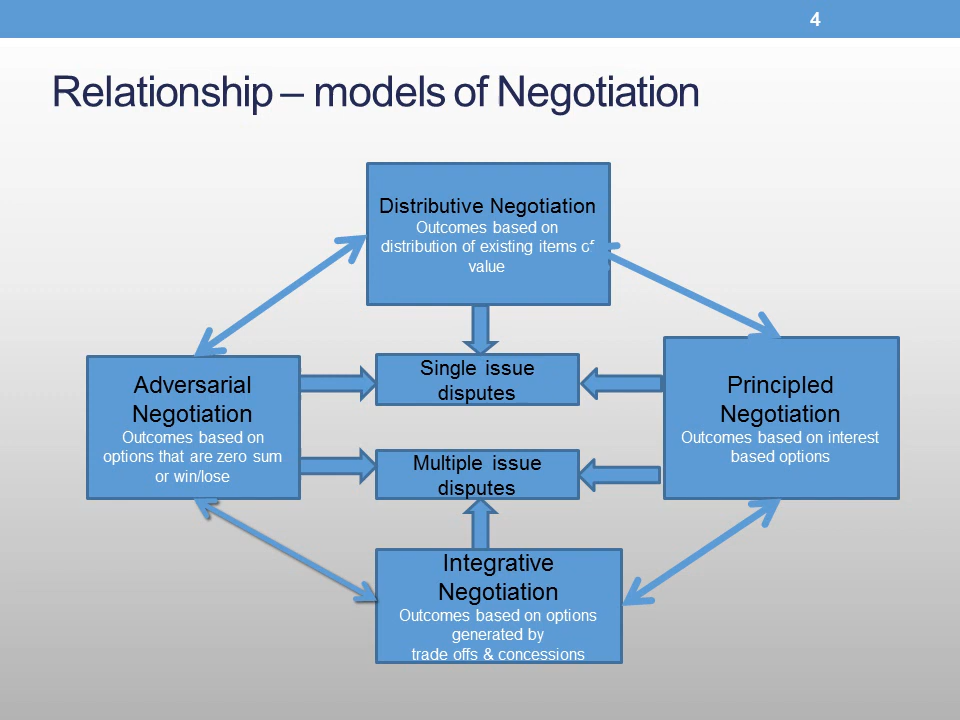 4
Relationship – models of Negotiation
Distributive Negotiation
Outcomes based on
distribution of existing items of
value
Adversarial
Negotiation
Outcomes based on
options that are zero sum
or win/lose
Single issue
disputes
Principled
Negotiation
Outcomes based on interest
based options
Multiple issue
disputes
Integrative
Negotiation
Outcomes based on options
generated by
trade offs & concessions